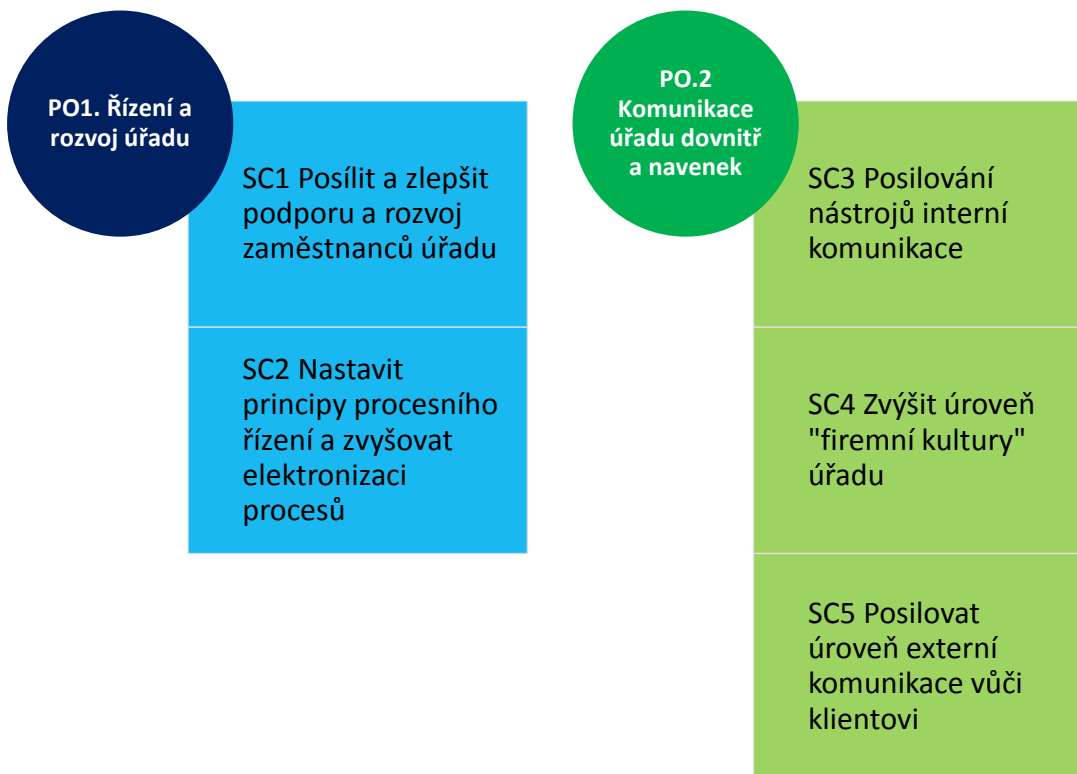 PO1. Řízení a
rozvoj úřadu
SC1 Posílit a zlepšit
podporu a rozvoj
zaměstnanců úřadu
SC2 Nastavit
principy procesního
řízení a zvyšovat
elektronizaci
procesů
PO.2
Komunikace
úřadu dovnitř
a navenek
SC3 Posilování
nástrojů interní
komunikace
SC4 Zvýšit úroveň
"firemní kultury"
úřadu
SC5 Posilovat
úroveň externí
komunikace vůči
klientovi